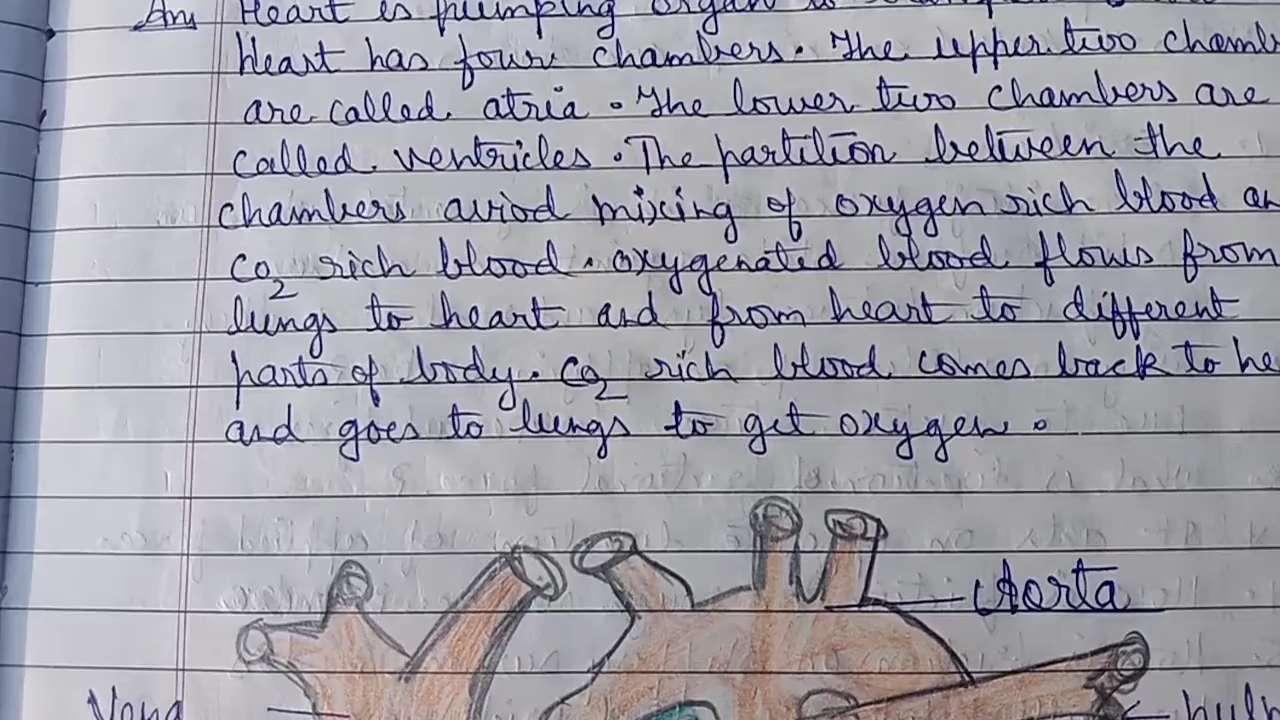 Ans Heart is pumping organ
Heart has four chambers. The upper two chamb
are called atria. The lower two chambers are
called ventricles. The partition between the
chambers aviod mixing of oxygen rich blood an
CO2 rich blood. oxygenated blood flows from
lungs to heart and from heart to different
parts of body. CO2 rich blood comes back to he
and goes to lungs to get oxygen.
Aorta
Vena